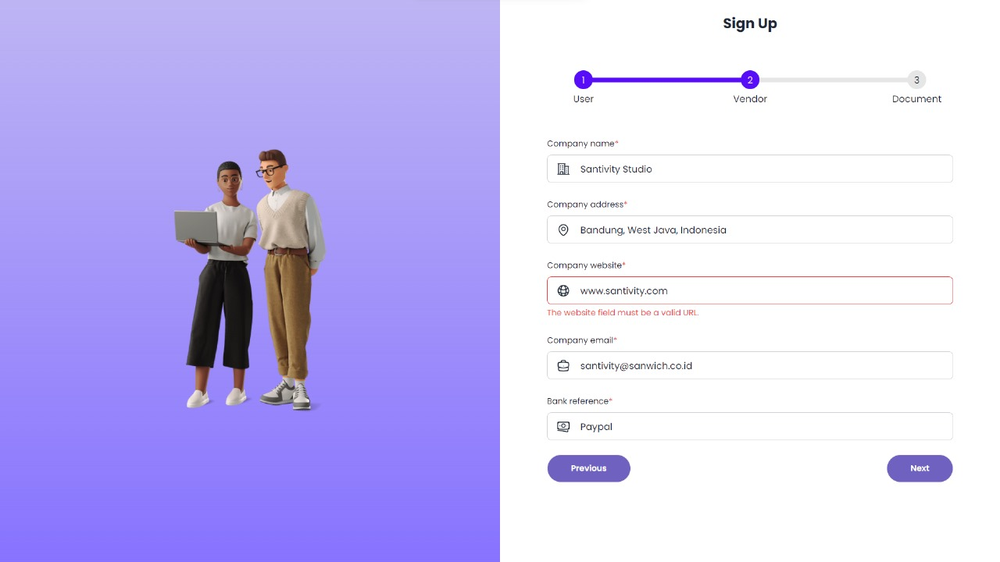 Sign Up
1 2 3
User Vendor Document
Company name*
Santivity Studio
Company address*
Bandung, West Java, Indonesia
Company website*
www.santivity.com
The website field must be a valid URL.
Company email*
santivity@sanwich.co.id
Bank reference*
Paypal
Previous Next